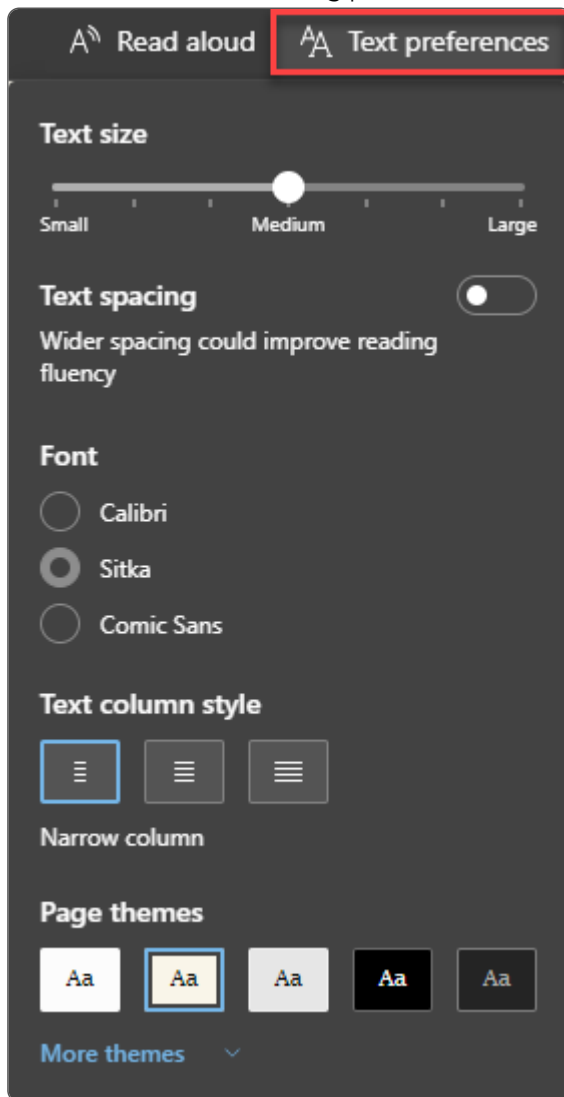 Read aloud Text preferences
Text size
Small Medium Large
Text spacing
Wider spacing could improve reading
fluency
Font
Calibri
Sitka
Comic Sans
Text column style
Narrow column
Page themes
Aa Aa Aa Aa Aa
More themes